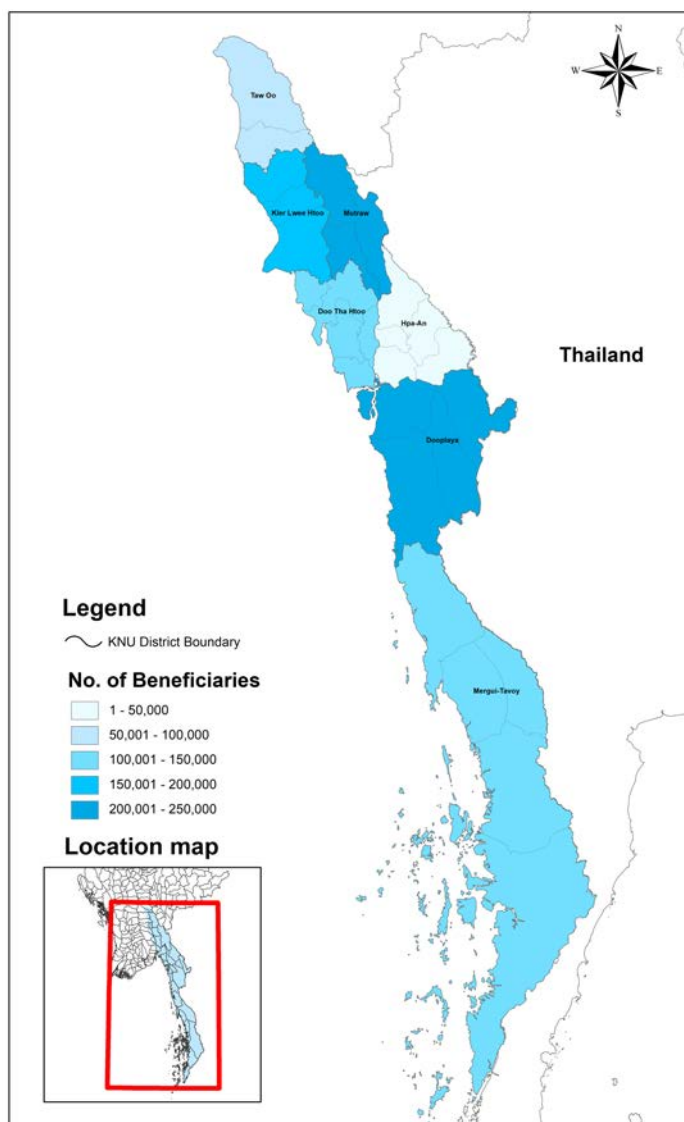 N
W E
S
Taw Oo
Kler Lwee Htoo
Mutraw
Doo Tha Htoo
Hpa-An
Thailand
Dooplaya
Legend
KNU District Boundary
No. of Beneficiaries
1 - 50,000
50,001 - 100,000
100,001 - 150,000
150,001 - 200,000
200,001 - 250,000
Mergui-Tavoy
Location map